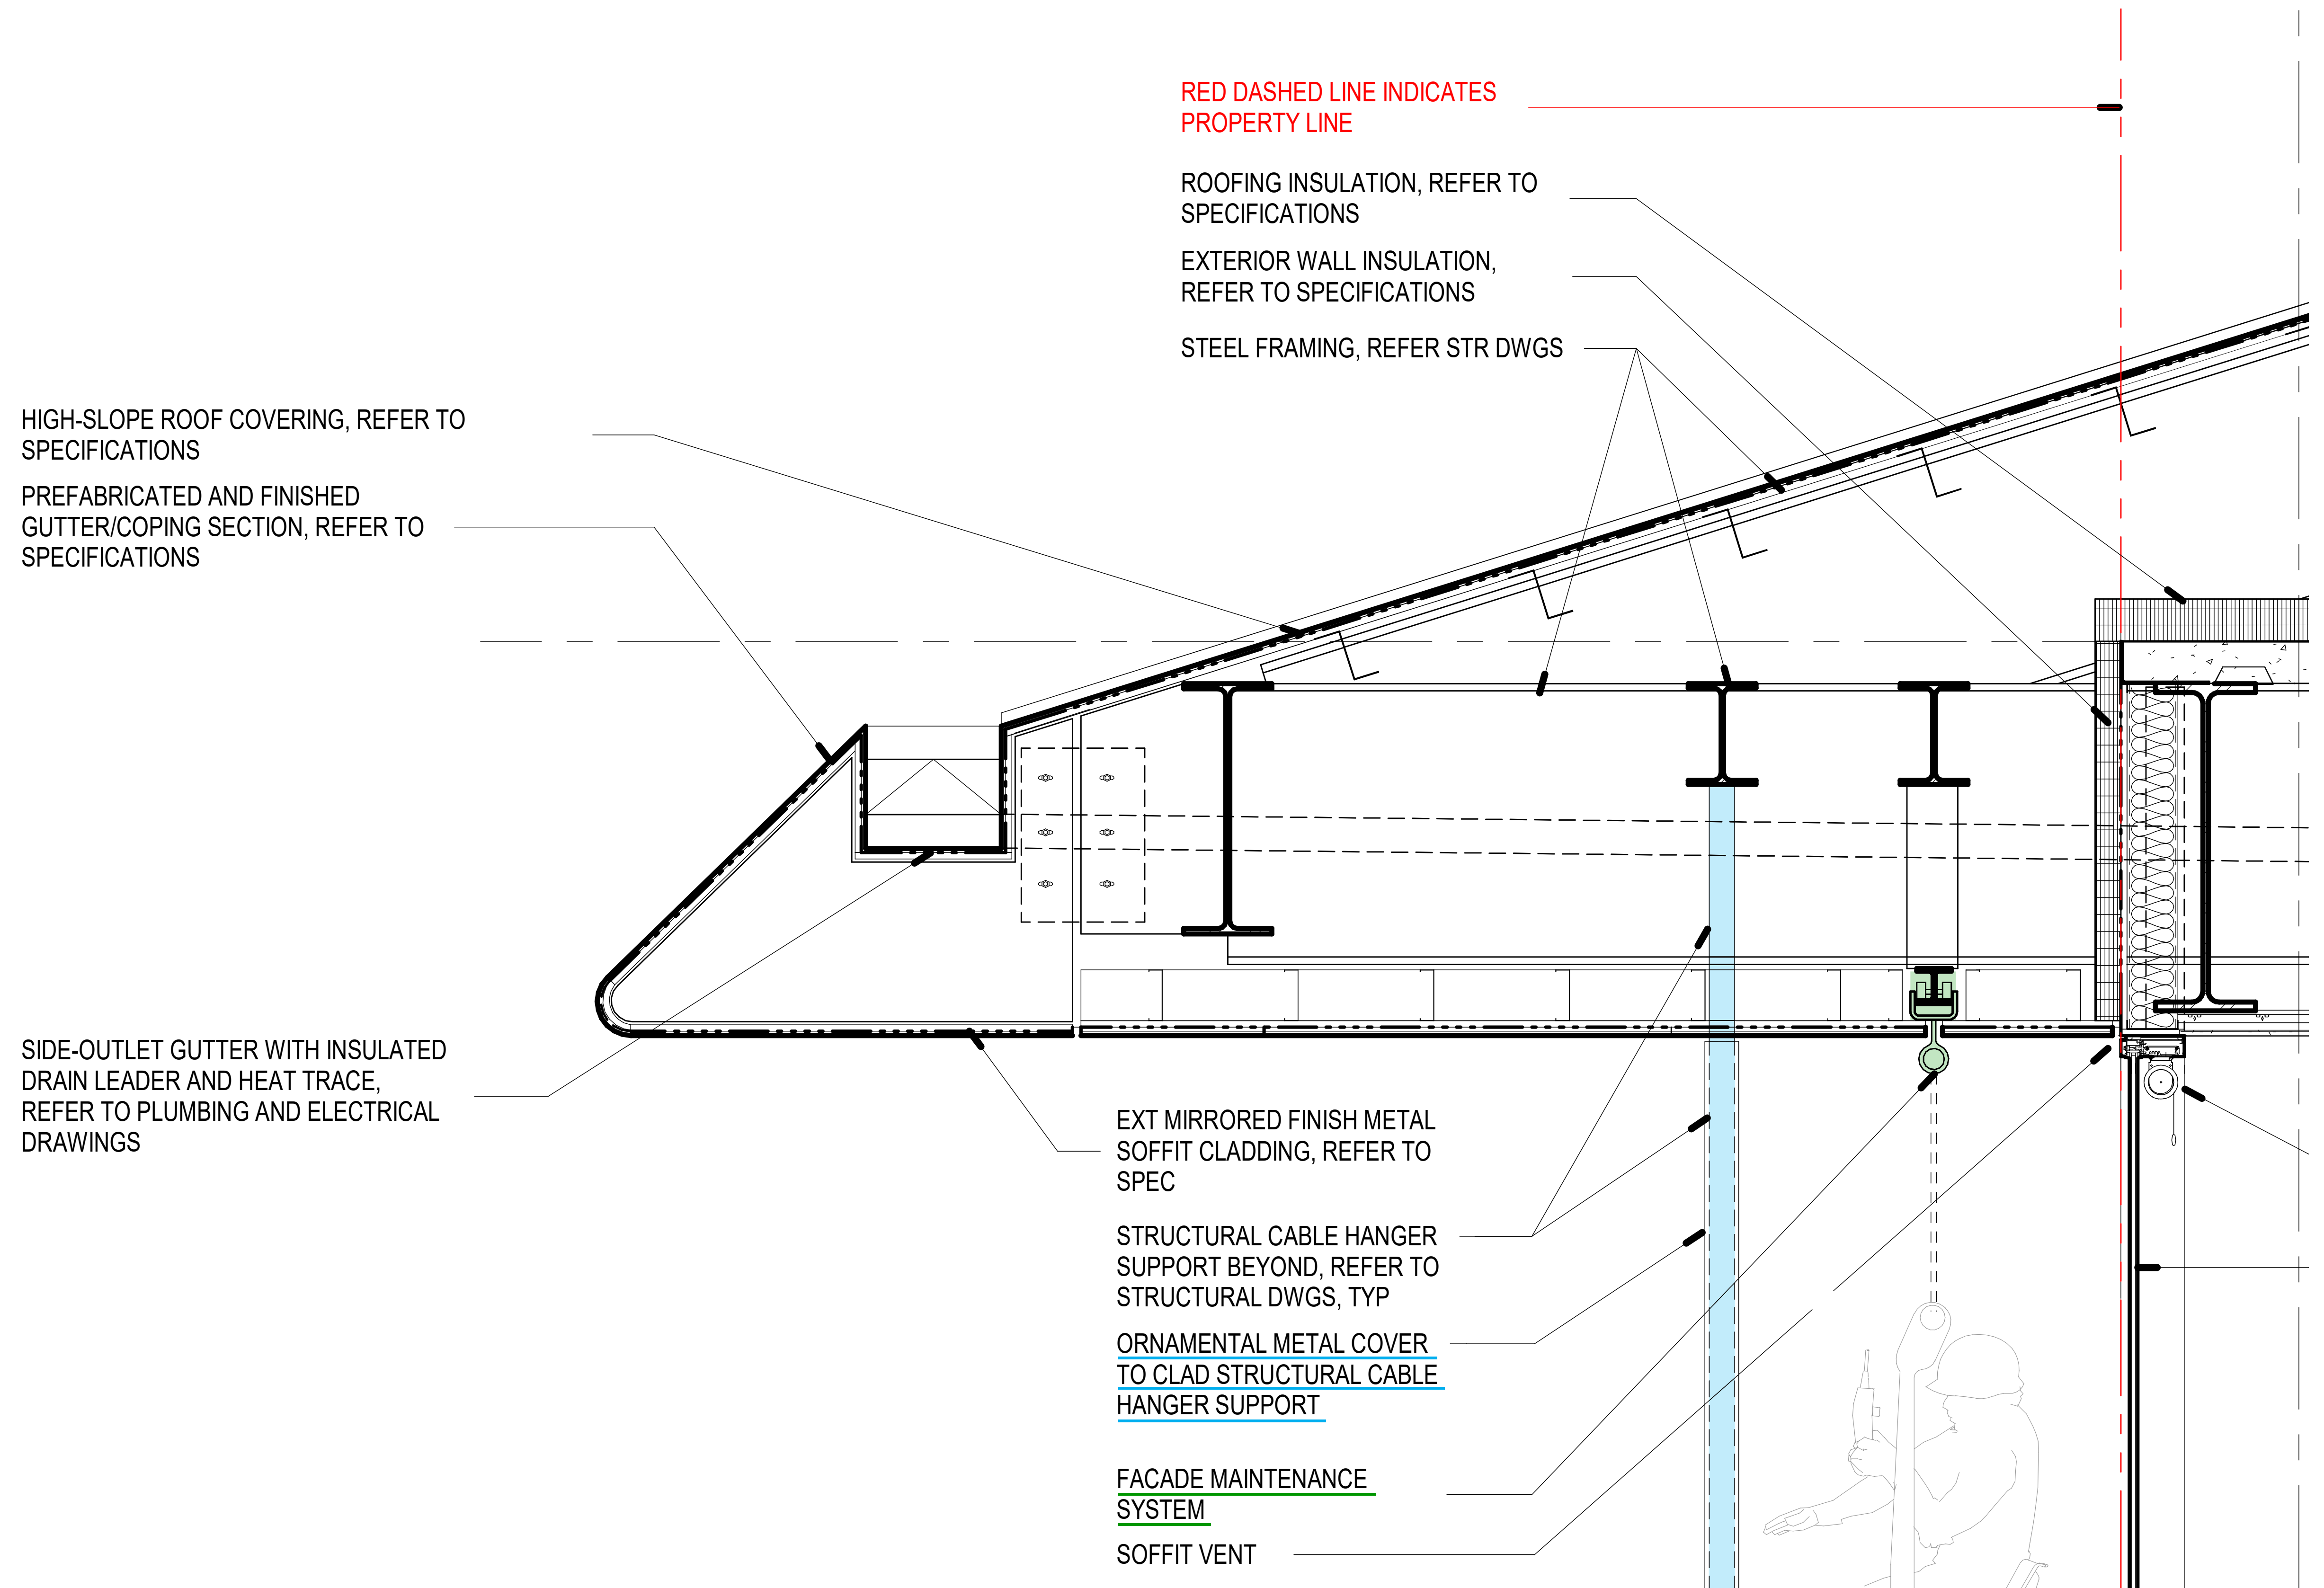 RED DASHED LINE INDICATES
PROPERTY LINE
ROOFING INSULATION, REFER TO
SPECIFICATIONS
EXTERIOR WALL INSULATION,
REFER TO SPECIFICATIONS
STEEL FRAMING, REFER STR DWGS
HIGH-SLOPE ROOF COVERING, REFER TO
SPECIFICATIONS
PREFABRICATED AND FINISHED
GUTTER/COPING SECTION, REFER TO
SPECIFICATIONS
SIDE-OUTLET GUTTER WITH INSULATED
DRAIN LEADER AND HEAT TRACE,
REFER TO PLUMBING AND ELECTRICAL
DRAWINGS
EXT MIRRORED FINISH METAL
SOFFIT CLADDING, REFER TO
SPEC
STRUCTURAL CABLE HANGER
SUPPORT BEYOND, REFER TO
STRUCTURAL DWGS, TYP
ORNAMENTAL METAL COVER
TO CLAD STRUCTURAL CABLE
HANGER SUPPORT
FACADE MAINTENANCE
SYSTEM
SOFFIT VENT